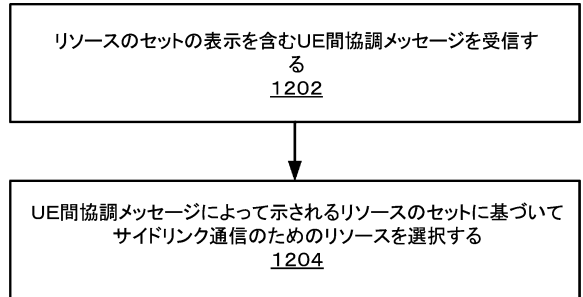 リソースのセットの表示を含むUE間協調メッセージを受信す
る
1202
UE間協調メッセージによって示されるリソースのセットに基づいて
サイドリンク通信のためのリソースを選択する
1204